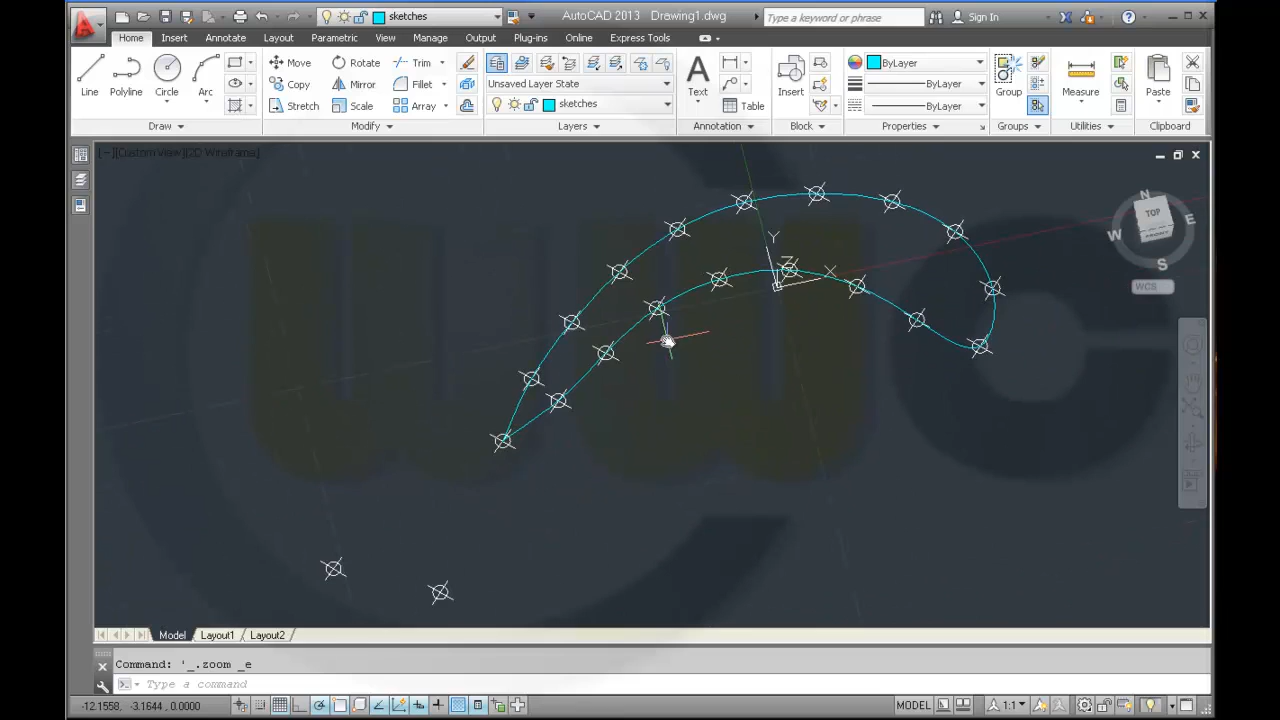 sketches
AutoCAD 2013 Drawing1.dwg
Type a keyword or phrase
Sign In
Home Insert Annotate Layout Parametric View Manage Output Plug-ins Online Express Tools
Line Polyline Circle Arc
Move Rotate Trim
Copy Mirror Fillet
Stretch Scale Array
Unsaved Layer State
sketches
Text
Table
Insert
ByLayer
ByLayer
ByLayer
Group
Measure
Paste
Draw Modify Layers Annotation Block Properties Groups Utilities Clipboard
[−][Custom View][2D Wireframe]
Y
Z
X
N
W
E
S
TOP
WCS
Model Layout1 Layout2
Command: '_.zoom _e
Type a command
-12.1558, -3.1644, 0.0000
MODEL
1:1